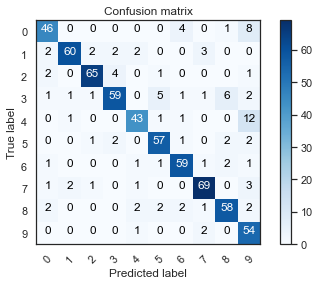 Confusion matrix
0 46 0 0 0 0 0 4 0 1 8
1 2 60 2 2 2 0 0 3 0 0
2 2 0 65 4 0 1 0 0 0 1
3 1 1 1 59 0 5 1 1 6 2
4 0 1 0 0 43 1 1 0 0 12
5 0 0 1 2 0 57 1 0 2 2
6 1 0 0 0 1 1 59 1 2 2
7 1 2 1 0 1 0 0 69 0 3
8 2 0 0 0 2 2 1 2 58 2
9 0 0 0 0 1 0 0 2 0 54
0 1 2 3 4 5 6 7 8 9
True label
Predicted label
60
50
40
30
20
10
0